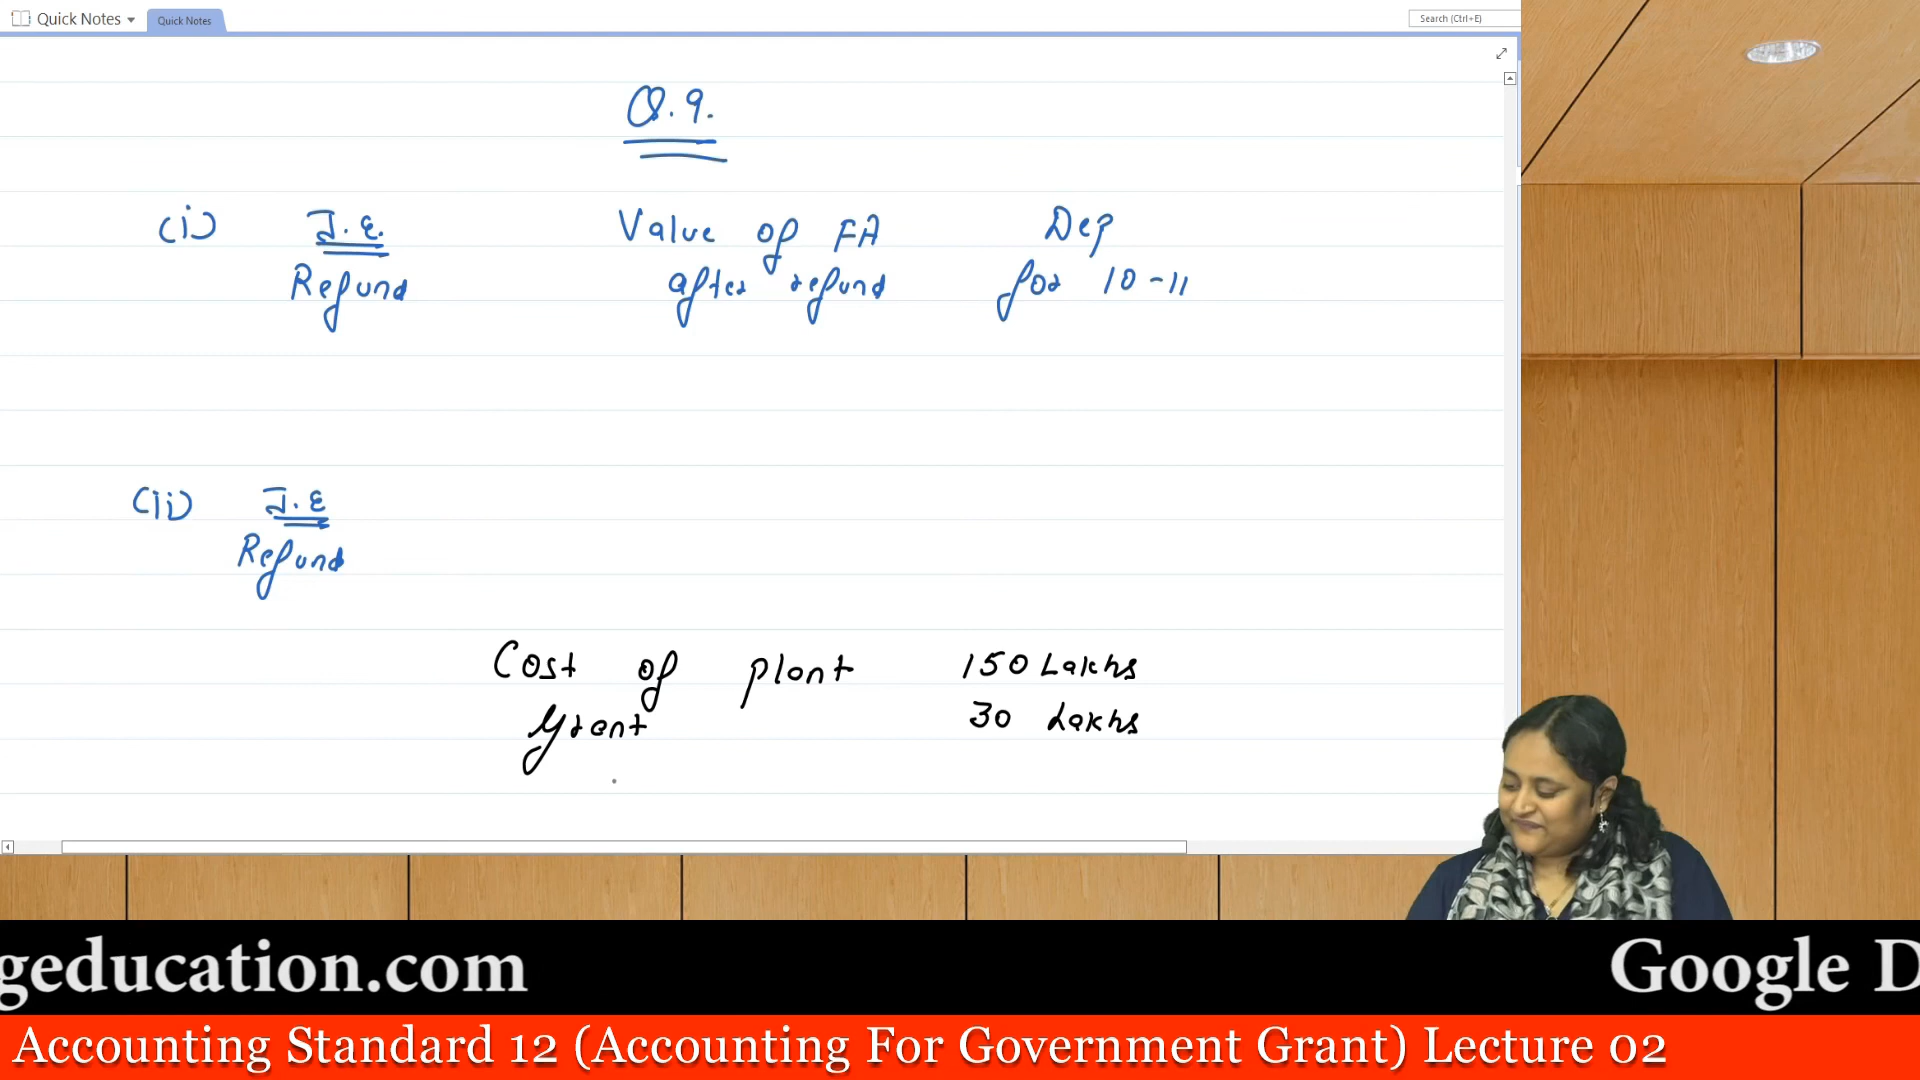 Quick Notes
Quick Notes
Search (Ctrl+E)
Q.9.
(i) J.E. Value of FA Dep
Refund after refund for 10-11
(ii) J.E
Refund
Cost of plant 150 Lakhs
Grant 30 Lakhs
geducation.com Google D
Accounting Standard 12 (Accounting For Government Grant) Lecture 02